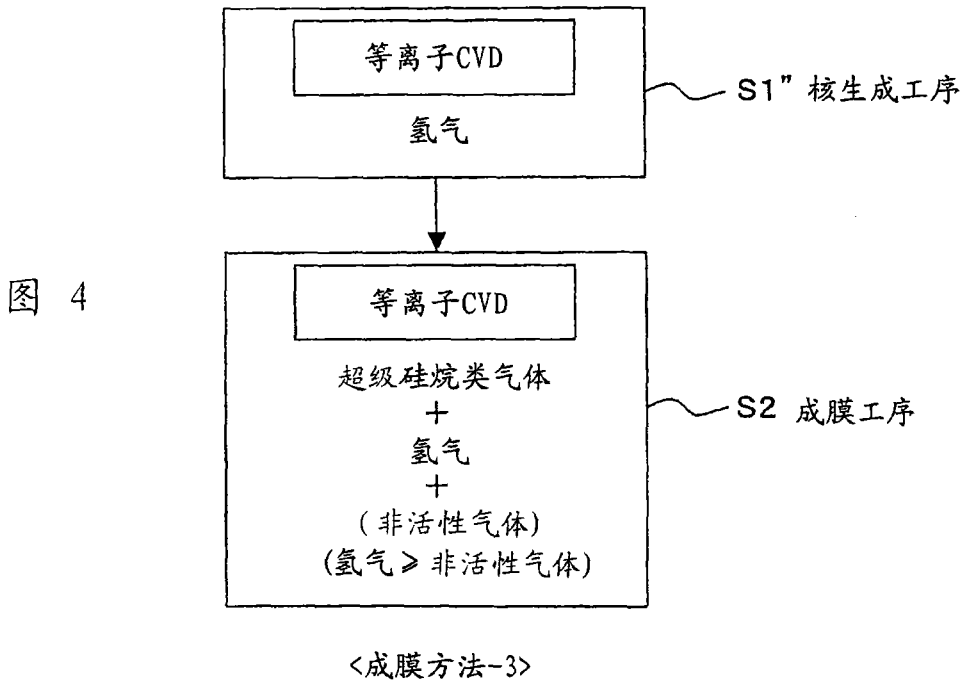 等离子CVD
氢气
S1” 核生成工序
图 4
等离子CVD
超级硅烷类气体
+
氢气
+
(非活性气体)
(氢气≥非活性气体)
S2 成膜工序
<成膜方法-3>